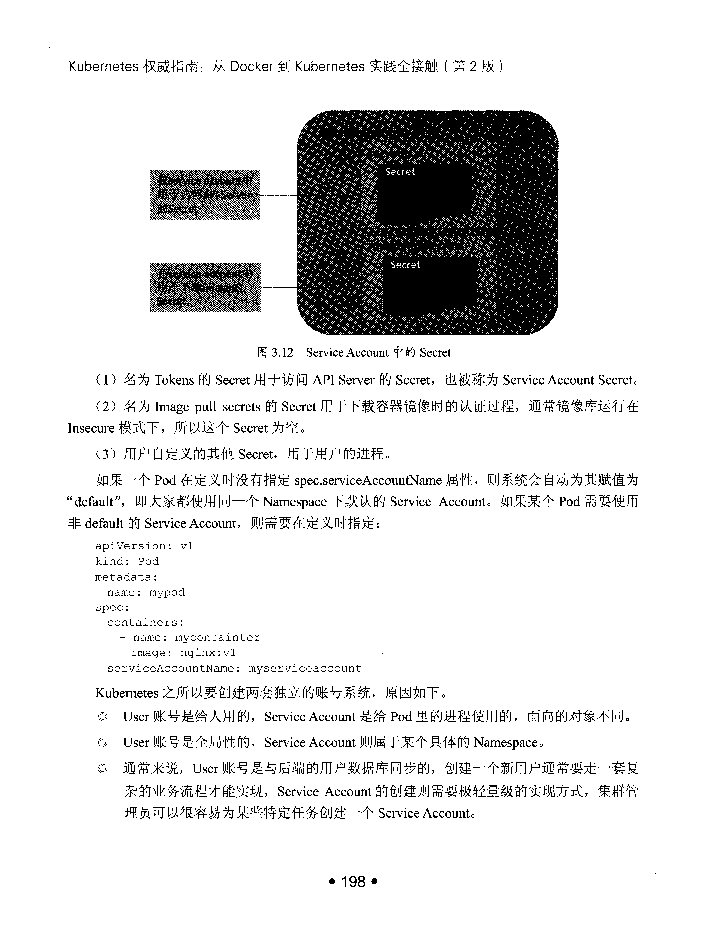 Kubernetes 权威指南：从 Docker 到 Kubernetes 实践全接触（第 2 版）
Secret
Secret
图 3.12 Service Account 中的 Secret
（1）名为 Tokens 的 Secret 用于访问 API Server 的 Secret，也被称为 Service Account Secret。
（2）名为 Image pull secrets 的 Secret 用于下载容器镜像时的认证过程，通常镜像库运行在
Insecure 模式下，所以这个 Secret 为空。
（3）用户自定义的其他 Secret，用于用户的进程。
如果一个 Pod 在定义时没有指定 spec.serviceAccountName 属性，则系统会自动为其赋值为
“default”，即大家都使用同一个 Namespace 下默认的 Service Account。如果某个 Pod 需要使用
非 default 的 Service Account，则需要在定义时指定：
apiVersion: v1
kind: Pod
metadata:
  name: mypod
spec:
  containers:
    - name: mycontainter
      image: nginx:v1
  serviceAccountName: myserviceaccount
Kubernetes 之所以要创建两套独立的账号系统，原因如下。
◎ User 账号是给人用的，Service Account 是给 Pod 里的进程使用的，面向的对象不同。
◎ User 账号是全局性的，Service Account 则属于某个具体的 Namespace。
◎ 通常来说，User 账号是与后端的用户数据库同步的，创建一个新用户通常要走一套复
杂的业务流程才能实现，Service Account 的创建则需要极轻量级的实现方式，集群管
理员可以很容易为某些特定任务创建一个 Service Account。
• 198 •